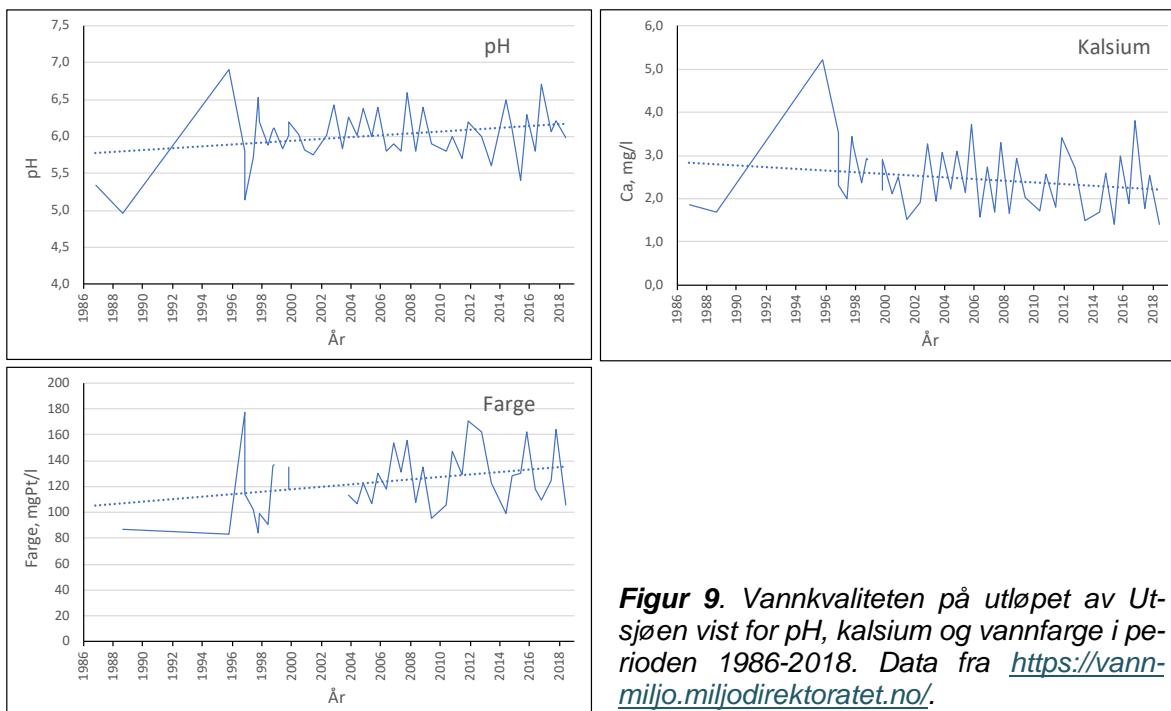 pH
7,5
7,0
6,5
6,0
5,5
5,0
4,5
4,0
pH
1986 1988 1990 1992 1994 1996 1998 2000 2002 2004 2006 2008 2010 2012 2014 2016 2018
År
Kalsium
6,0
5,0
4,0
3,0
2,0
1,0
0,0
Ca, mg/l
1986 1988 1990 1992 1994 1996 1998 2000 2002 2004 2006 2008 2010 2012 2014 2016 2018
År
Farge
200
180
160
140
120
100
80
60
40
20
0
Farge, mgPt/l
1986 1988 1990 1992 1994 1996 1998 2000 2002 2004 2006 2008 2010 2012 2014 2016 2018
År
Figur 9. Vannkvaliteten på utløpet av Ut-
sjøen vist for pH, kalsium og vannfarge i pe-
rioden 1986-2018. Data fra https://vann-
miljo.miljodirektoratet.no/.